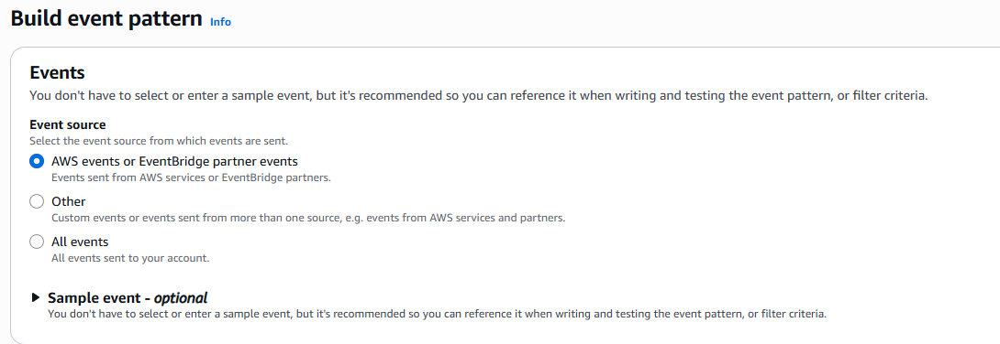 Build event pattern Info
Events
You don't have to select or enter a sample event, but it's recommended so you can reference it when writing and testing the event pattern, or filter criteria.
Event source
Select the event source from which events are sent.
AWS events or EventBridge partner events
Events sent from AWS services or EventBridge partners.
Other
Custom events or events sent from more than one source, e.g. events from AWS services and partners.
All events
All events sent to your account.
Sample event - optional
You don't have to select or enter a sample event, but it's recommended so you can reference it when writing and testing the event pattern, or filter criteria.